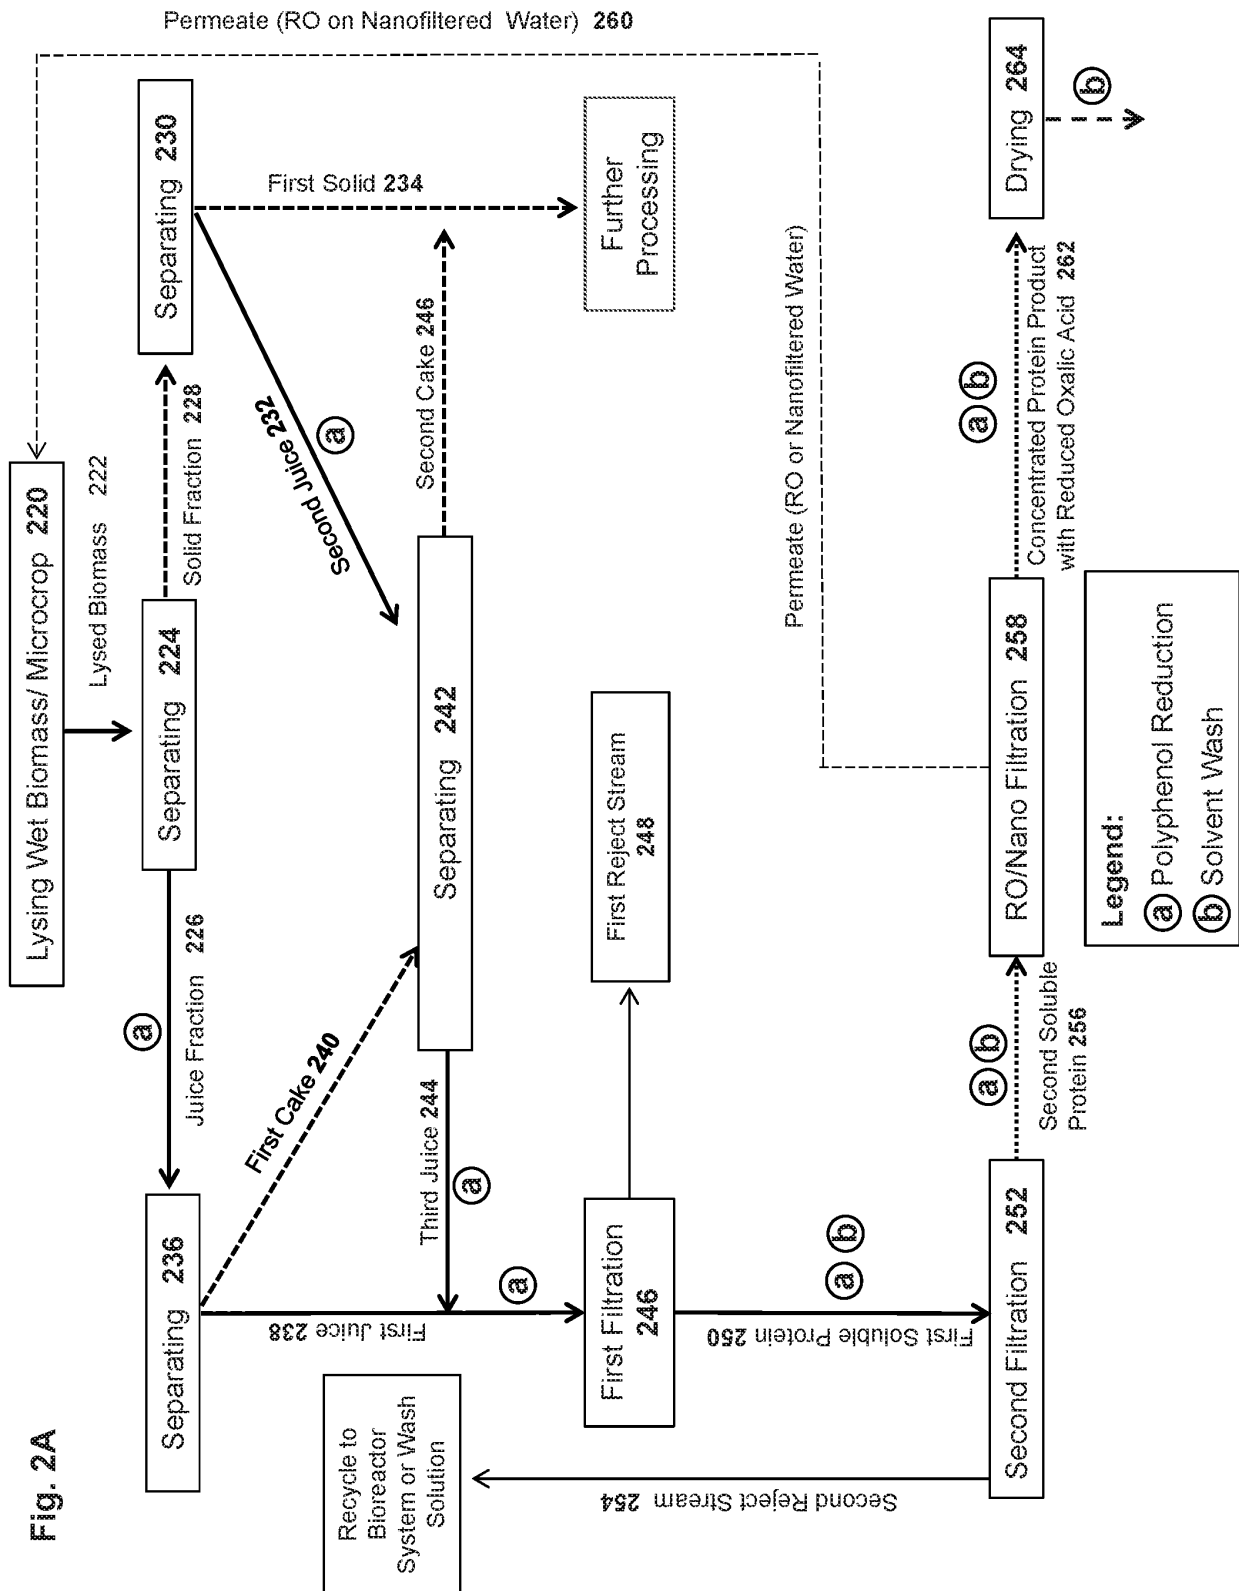 Fig. 2A
Lysing Wet Biomass/ Microcrop 220
Permeate (RO on Nanofiltered Water) 260
Lysed Biomass 222
Separating 236
Juice Fraction 226
a
Separating 224
Solid Fraction 228
Separating 230
First Cake 240
Second Juice 232
a
First Solid 234
Recycle to
Bioreactor
System or Wash
Solution
First Juice 238
Third Juice 244
a
Separating 242
Second Cake 246
a
First Filtration
246
First Reject Stream
248
Further
Processing
Second Reject Stream 254
First Soluble Protein 250
a b
Permeate (RO or Nanofiltered Water)
Second Filtration 252
a b
Second Soluble
Protein 256
RO/Nano Filtration 258
a b
Concentrated Protein Product
with Reduced Oxalic Acid 262
Drying 264
b
Legend:
a Polyphenol Reduction
b Solvent Wash